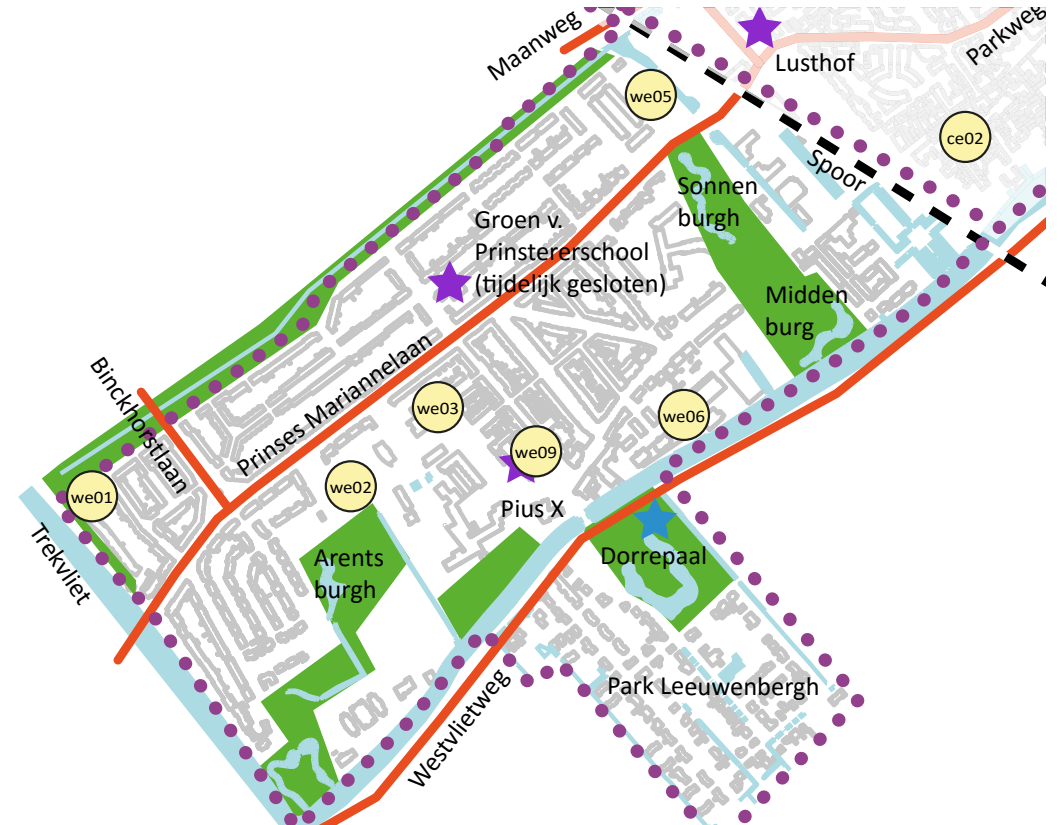 Maanweg
Lusthof
Parkweg
we05
ce02
Spoor
Sonnen
burgh
Groen v.
Prinstererschool
(tijdelijk gesloten)
Midden
burg
Binckhorstlaan
Prinses Mariannelaan
we03
we06
we09
we01
we02
Pius X
Trekvliet
Arents
burgh
Dorrepaal
Park Leeuwenbergh
Westvlietweg